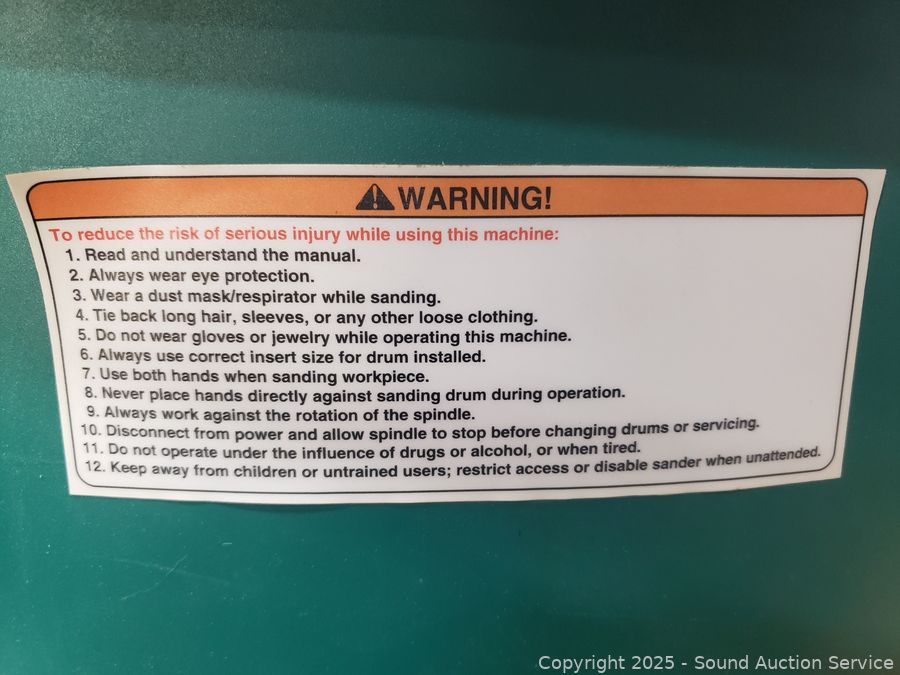 WARNING!
To reduce the risk of serious injury while using this machine:
1. Read and understand the manual.
2. Always wear eye protection.
3. Wear a dust mask/respirator while sanding.
4. Tie back long hair, sleeves, or any other loose clothing.
5. Do not wear gloves or jewelry while operating this machine.
6. Always use correct insert size for drum installed.
7. Use both hands when sanding workpiece.
8. Never place hands directly against sanding drum during operation.
9. Always work against the rotation of the spindle.
10. Disconnect from power and allow spindle to stop before changing drums or servicing.
11. Do not operate under the influence of drugs or alcohol, or when tired.
12. Keep away from children or untrained users; restrict access or disable sander when unattended.
Copyright 2025 - Sound Auction Service